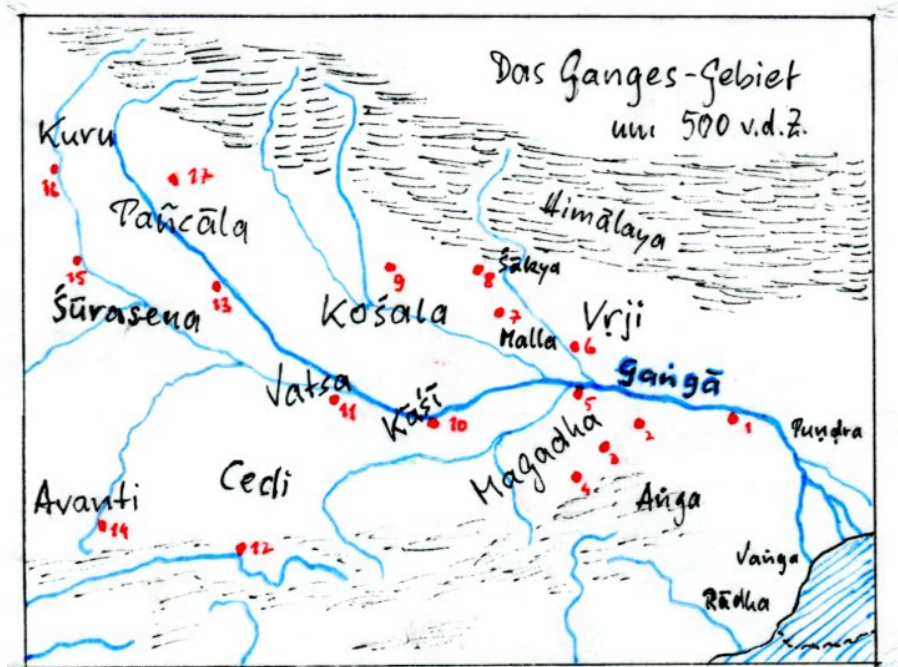 Das Ganges-Gebiet
um 500 v.d.Z.
Kuru
16
17
Pañcāla
Himālaya
15
13
9
8
Śākya
Śūrasena
Kośala
7
Malla
Vṛji
6
Gaṅgā
Vatsa
11
Kāśī
10
5
Magadha
2
1
Puṇḍra
3
4
Cedi
Aṅga
Avanti
14
12
Vaṅga
Rādha